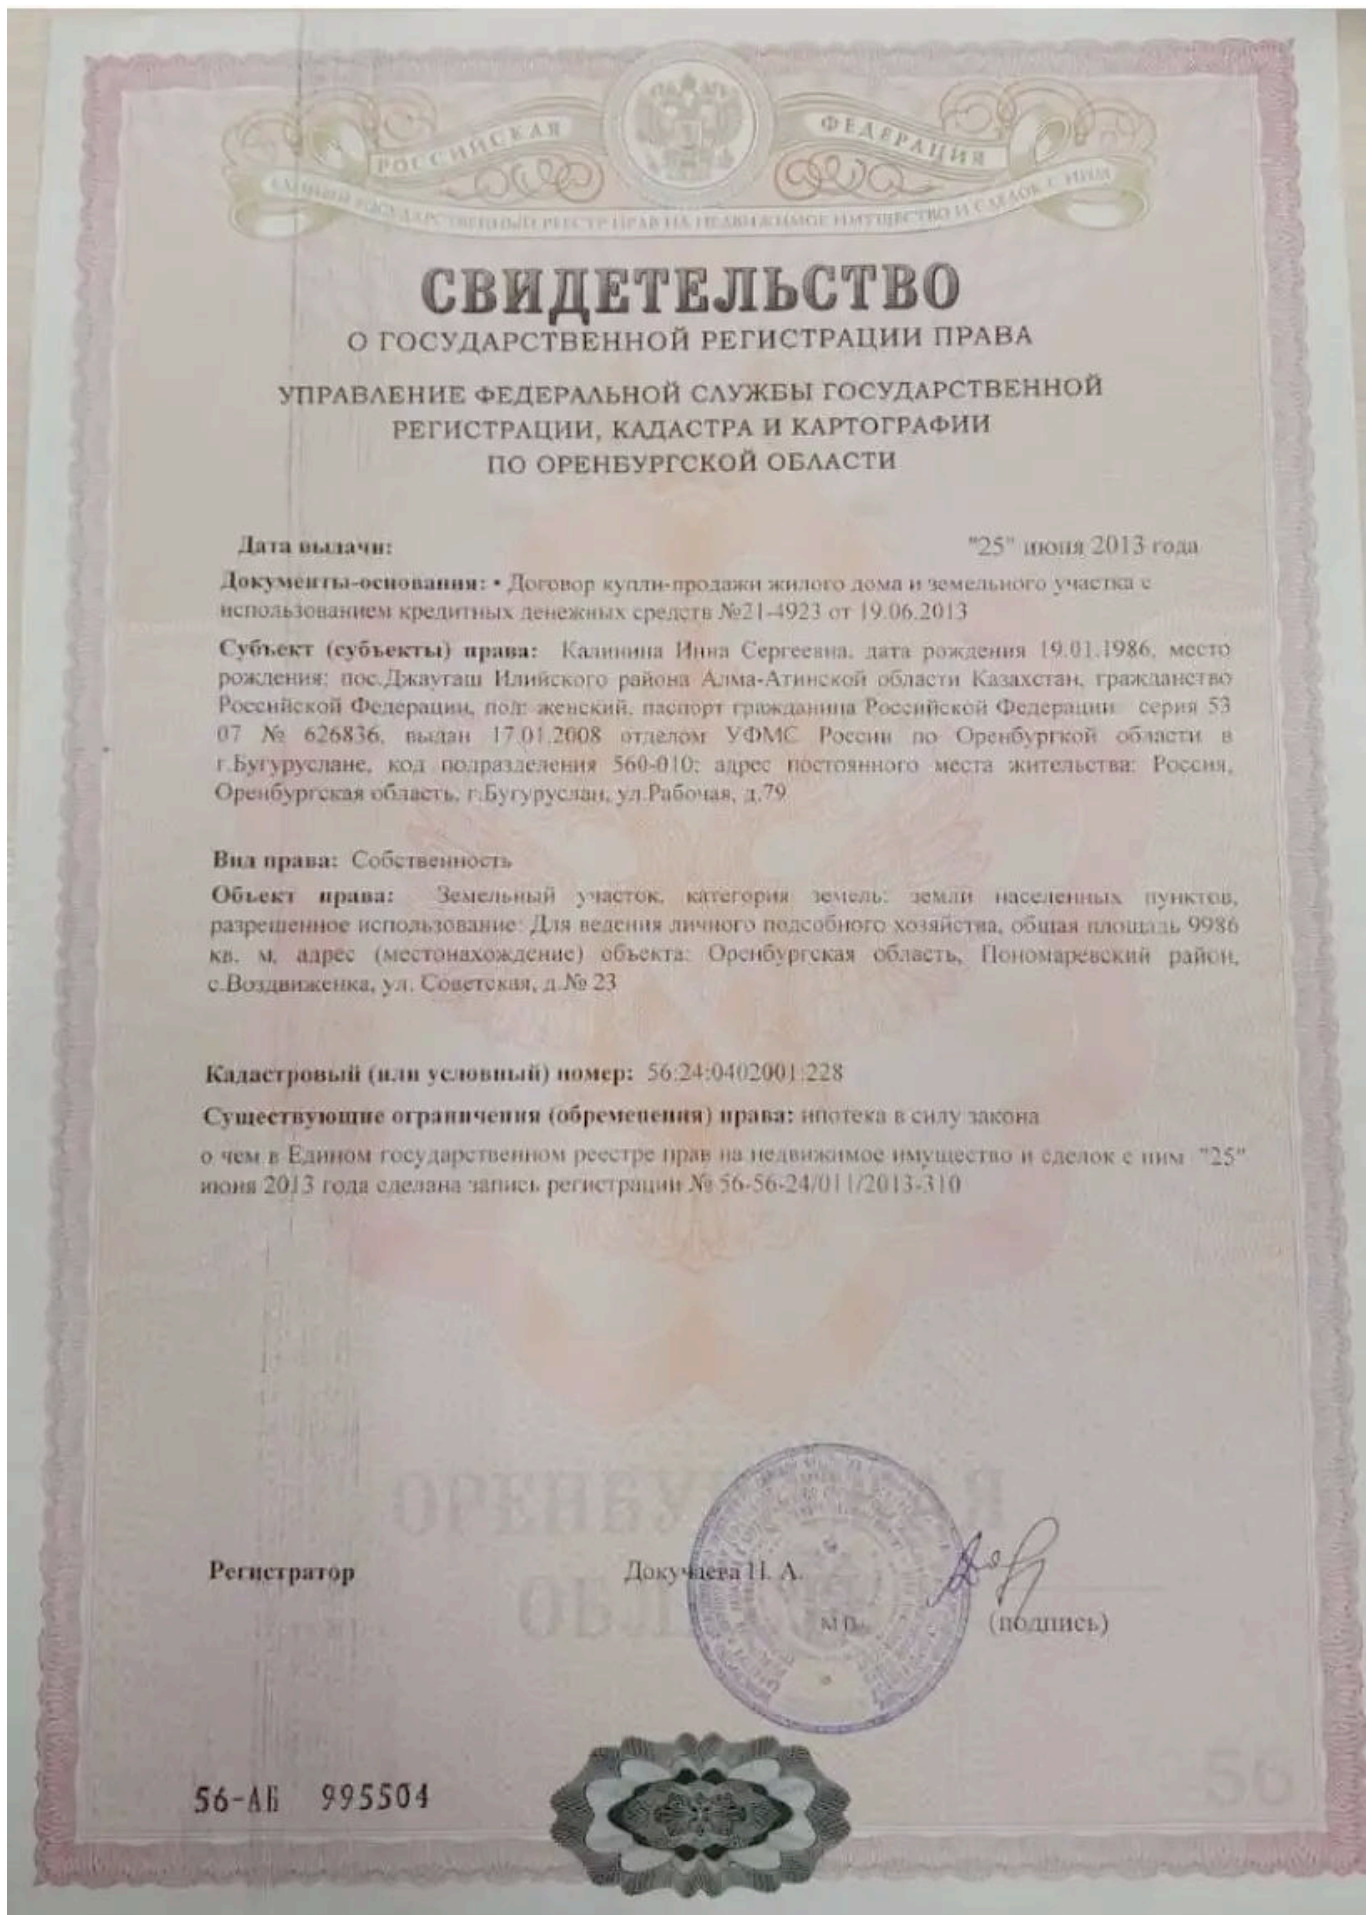 РОССИЙСКАЯ ФЕДЕРАЦИЯ
ЕДИНЫЙ ГОСУДАРСТВЕННЫЙ РЕЕСТР ПРАВ НА НЕДВИЖИМОЕ ИМУЩЕСТВО И СДЕЛОК С НИМ
СВИДЕТЕЛЬСТВО
О ГОСУДАРСТВЕННОЙ РЕГИСТРАЦИИ ПРАВА
УПРАВЛЕНИЕ ФЕДЕРАЛЬНОЙ СЛУЖБЫ ГОСУДАРСТВЕННОЙ
РЕГИСТРАЦИИ, КАДАСТРА И КАРТОГРАФИИ
ПО ОРЕНБУРГСКОЙ ОБЛАСТИ
Дата выдачи: "25" июня 2013 года
Документы-основания: • Договор купли-продажи жилого дома и земельного участка с
использованием кредитных денежных средств №21-4923 от 19.06.2013
Субъект (субъекты) права: Калинина Инна Сергеевна, дата рождения 19.01.1986, место
рождения: пос.Джаугаш Илийского района Алма-Атинской области Казахстан, гражданство
Российской Федерации, пол: женский, паспорт гражданина Российской Федерации серия 53
07 № 626836, выдан 17.01.2008 отделом УФМС России по Оренбургкой области в
г.Бугуруслане, код подразделения 560-010; адрес постоянного места жительства: Россия,
Оренбургская область, г.Бугуруслан, ул.Рабочая, д.79
Вид права: Собственность
Объект права: Земельный участок, категория земель: земли населенных пунктов,
разрешенное использование: Для ведения личного подсобного хозяйства, общая площадь 9986
кв. м, адрес (местонахождение) объекта: Оренбургская область, Пономаревский район,
с.Воздвиженка, ул. Советская, д.№ 23
Кадастровый (или условный) номер: 56:24:0402001:228
Существующие ограничения (обременения) права: ипотека в силу закона
о чем в Едином государственном реестре прав на недвижимое имущество и сделок с ним "25"
июня 2013 года сделана запись регистрации № 56-56-24/011/2013-310
Регистратор Докучаева Н. А.
М.П. (подпись)
56-АБ 995504
56